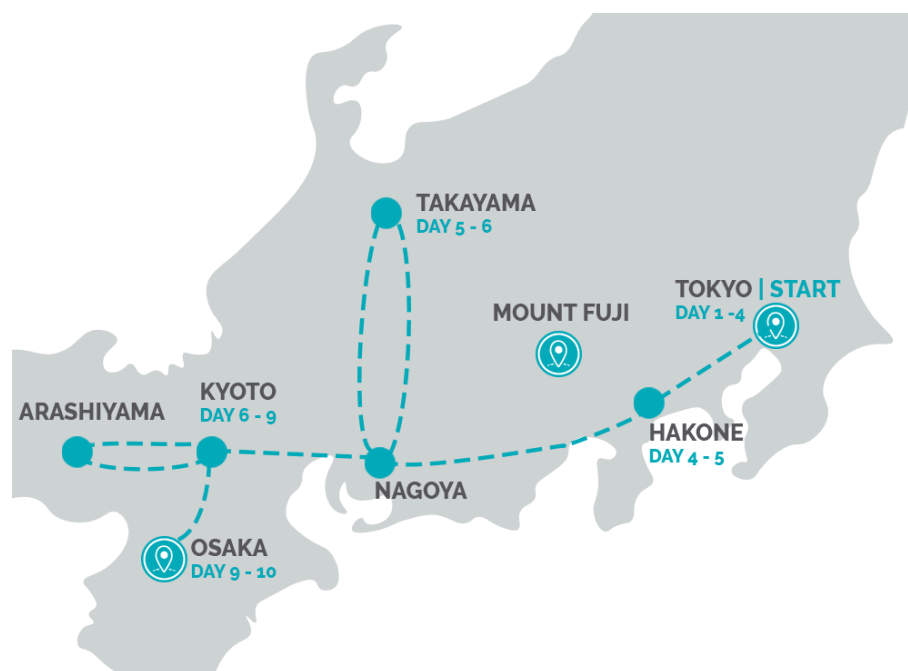 TAKAYAMA
DAY 5 - 6
TOKYO | START
DAY 1 -4
MOUNT FUJI
KYOTO
DAY 6 - 9
ARASHIYAMA
HAKONE
DAY 4 - 5
NAGOYA
OSAKA
DAY 9 - 10